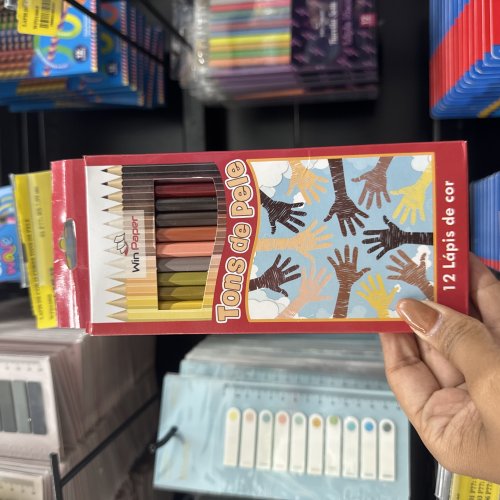 Win Paper
Tons de Pele
12 Lápis de cor